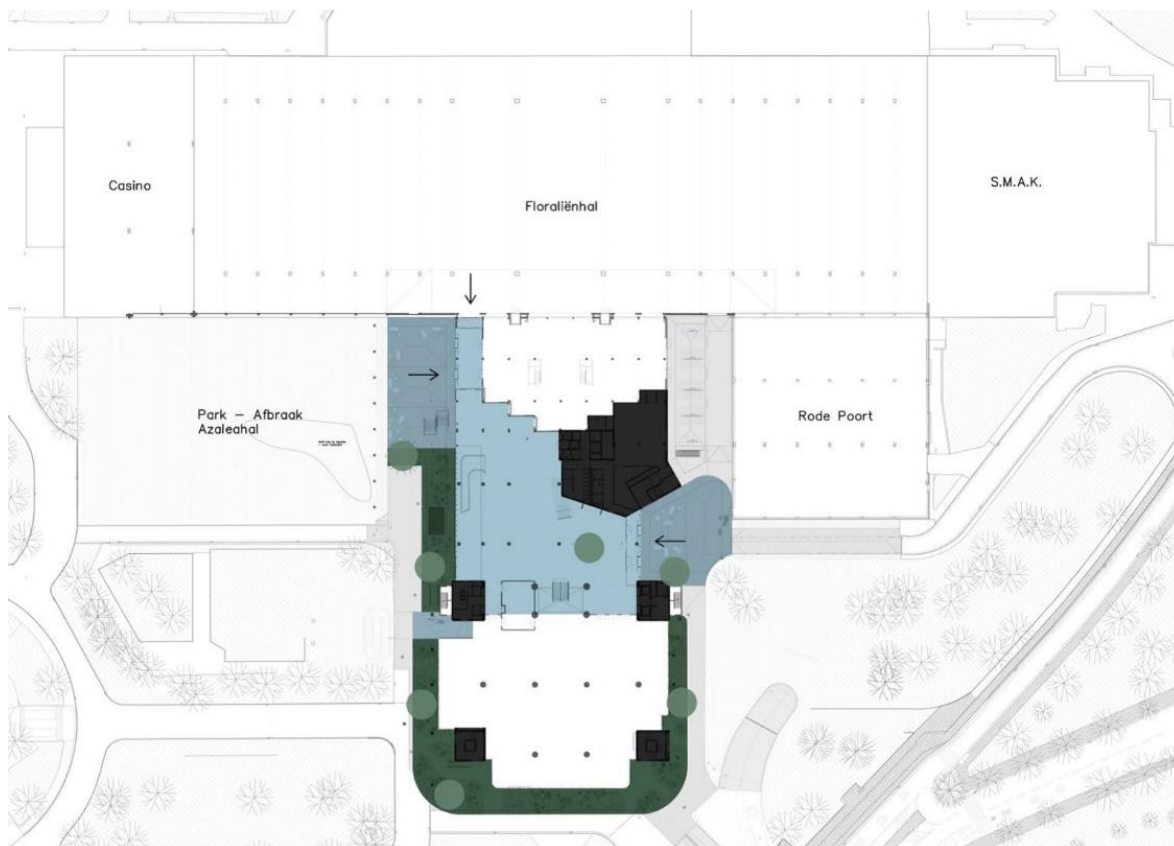 Casino
Floraliënhal
S.M.A.K.
Park – Afbraak
Azaleahal
Rode Poort